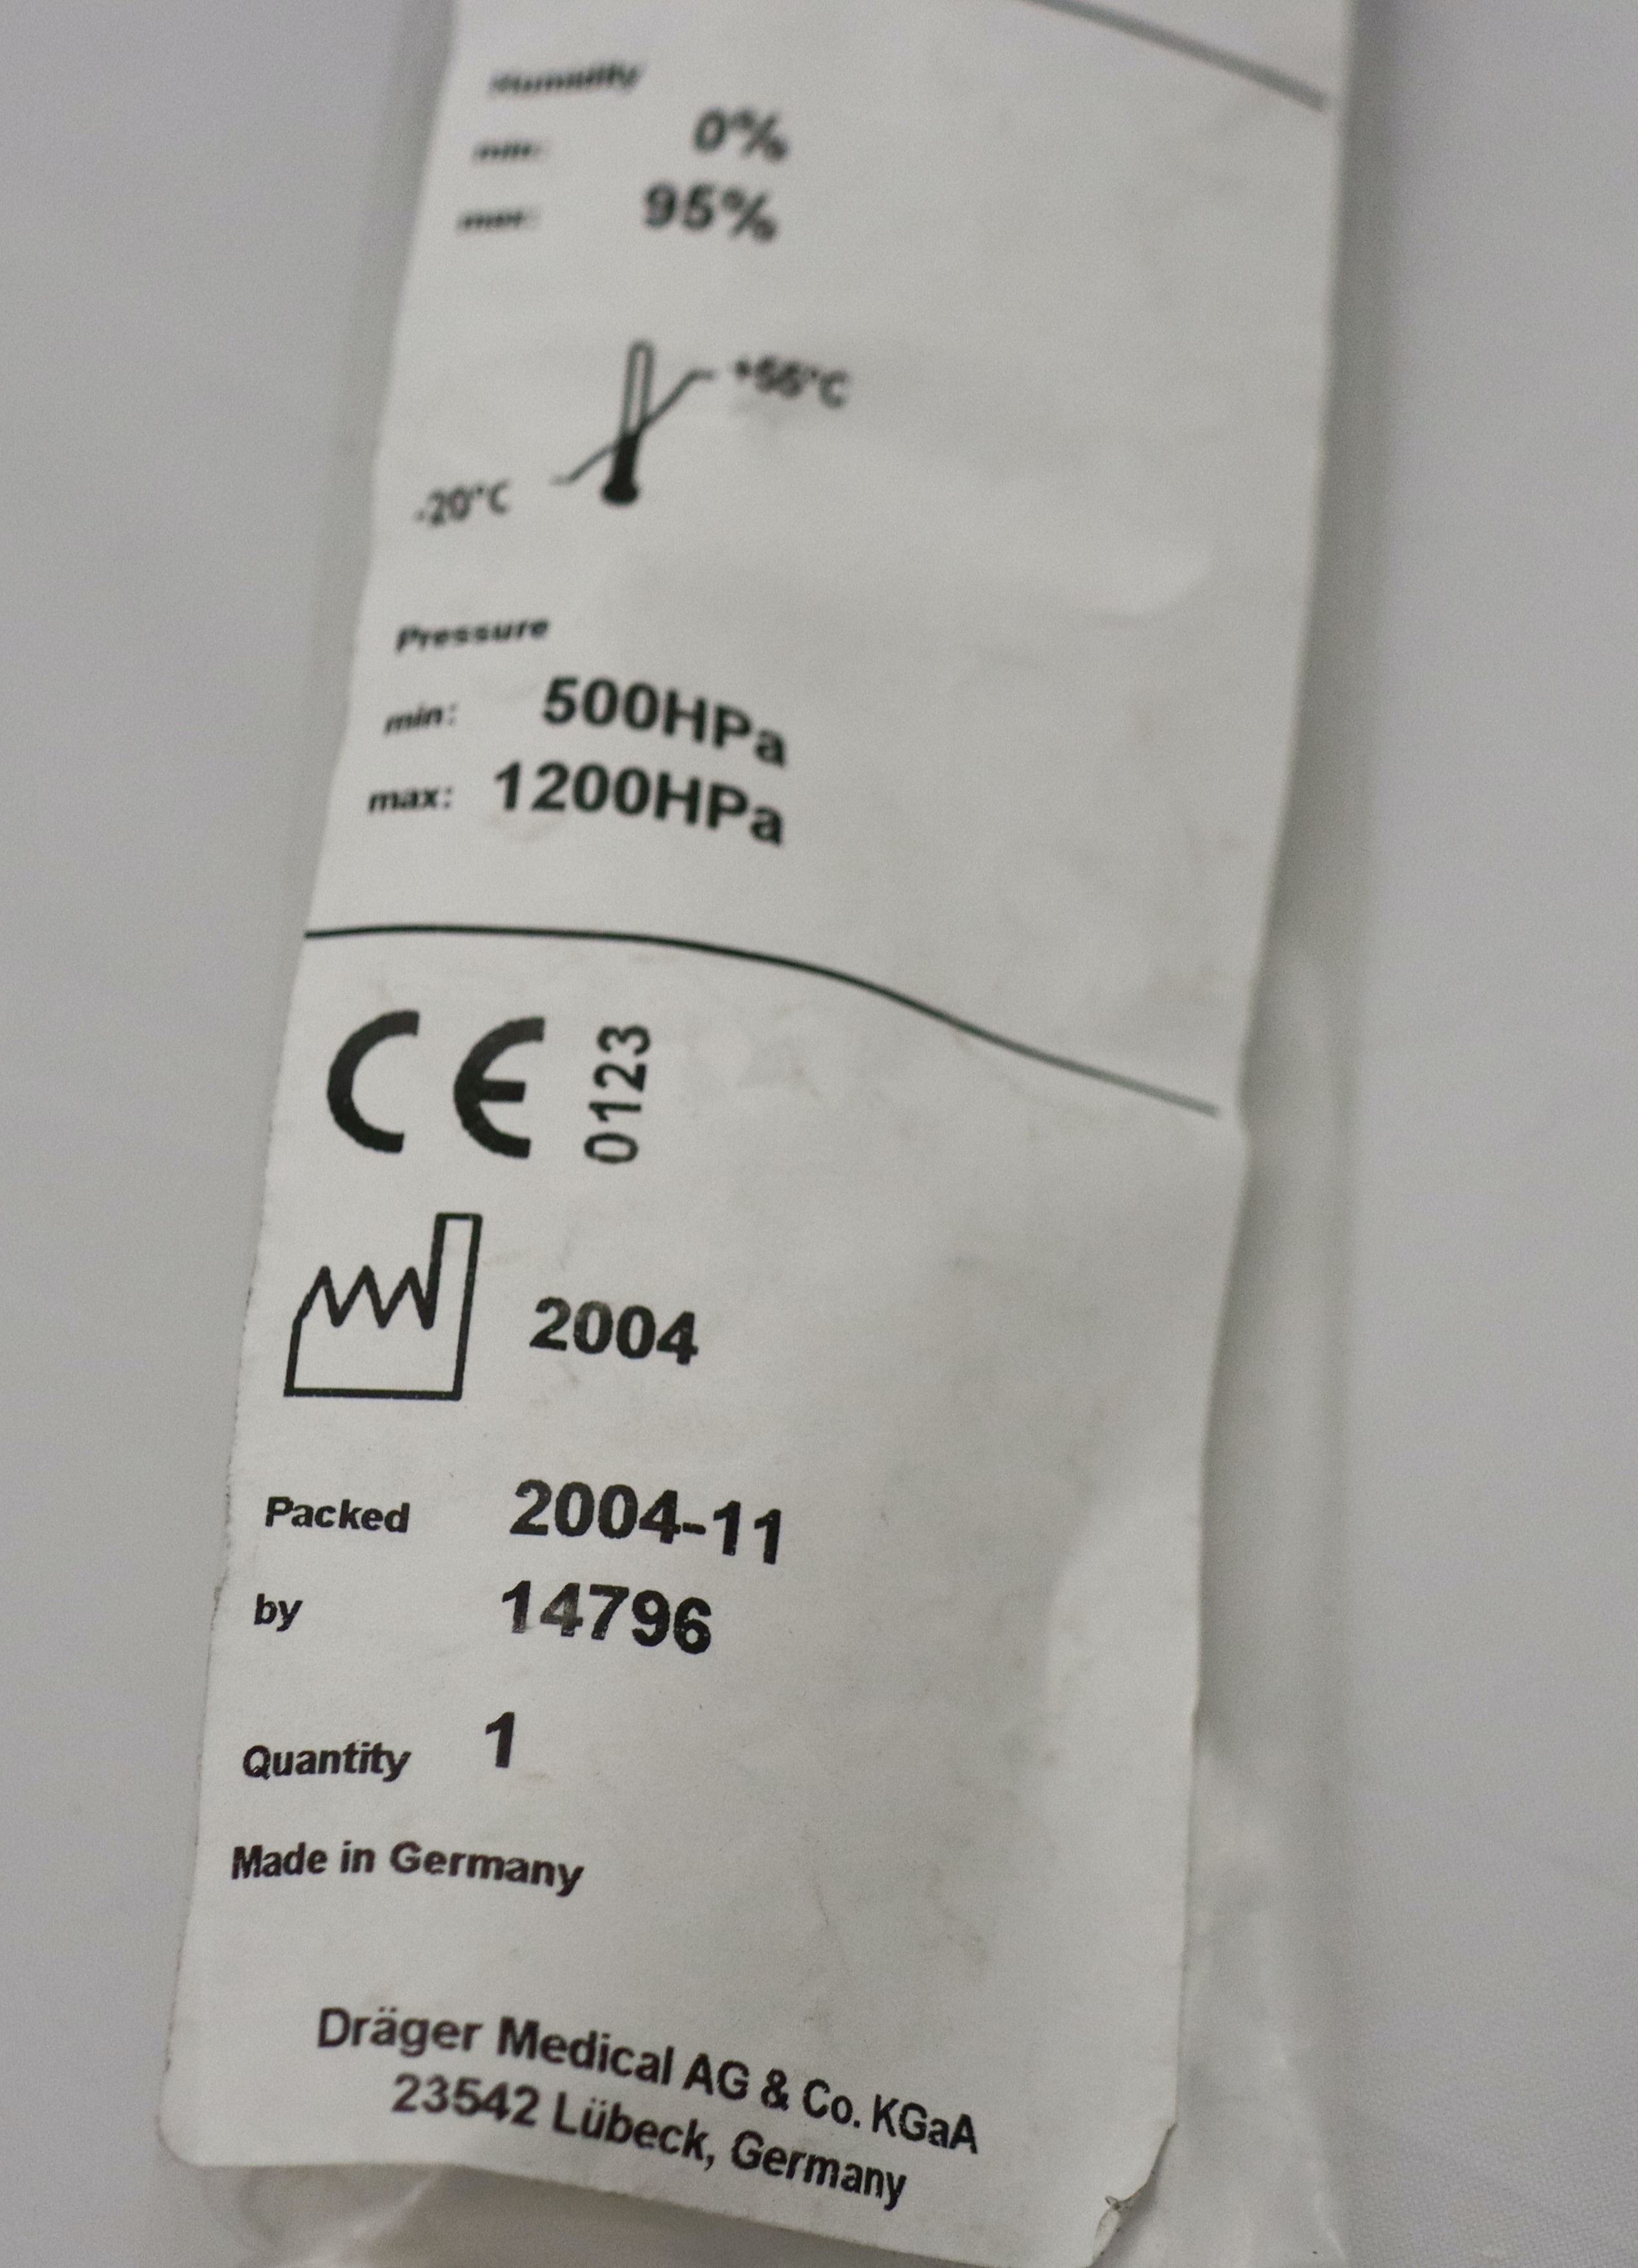 Humidity
min: 0%
max: 95%
+55°C
-20°C
Pressure
min: 500HPa
max: 1200HPa
CE 0123
2004
Packed 2004-11
by 14796
Quantity 1
Made in Germany
Dräger Medical AG & Co. KGaA
23542 Lübeck, Germany